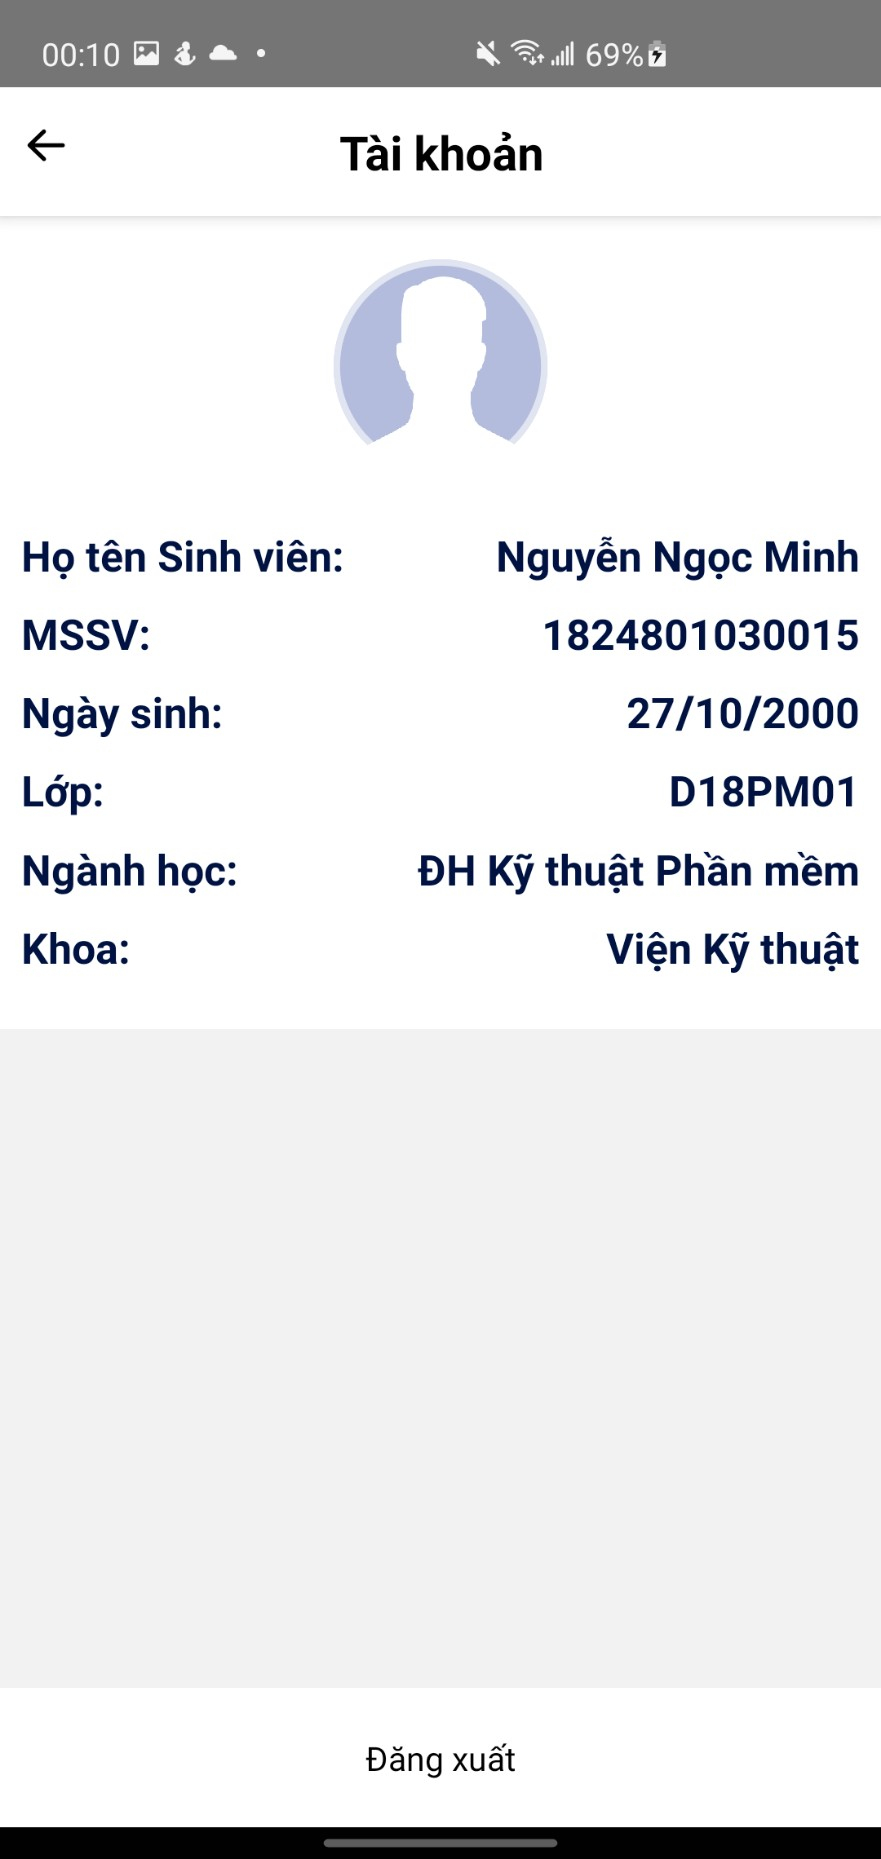 00:10 69%
Tài khoản
Họ tên Sinh viên: Nguyễn Ngọc Minh
MSSV: 1824801030015
Ngày sinh: 27/10/2000
Lớp: D18PM01
Ngành học: ĐH Kỹ thuật Phần mềm
Khoa: Viện Kỹ thuật
Đăng xuất